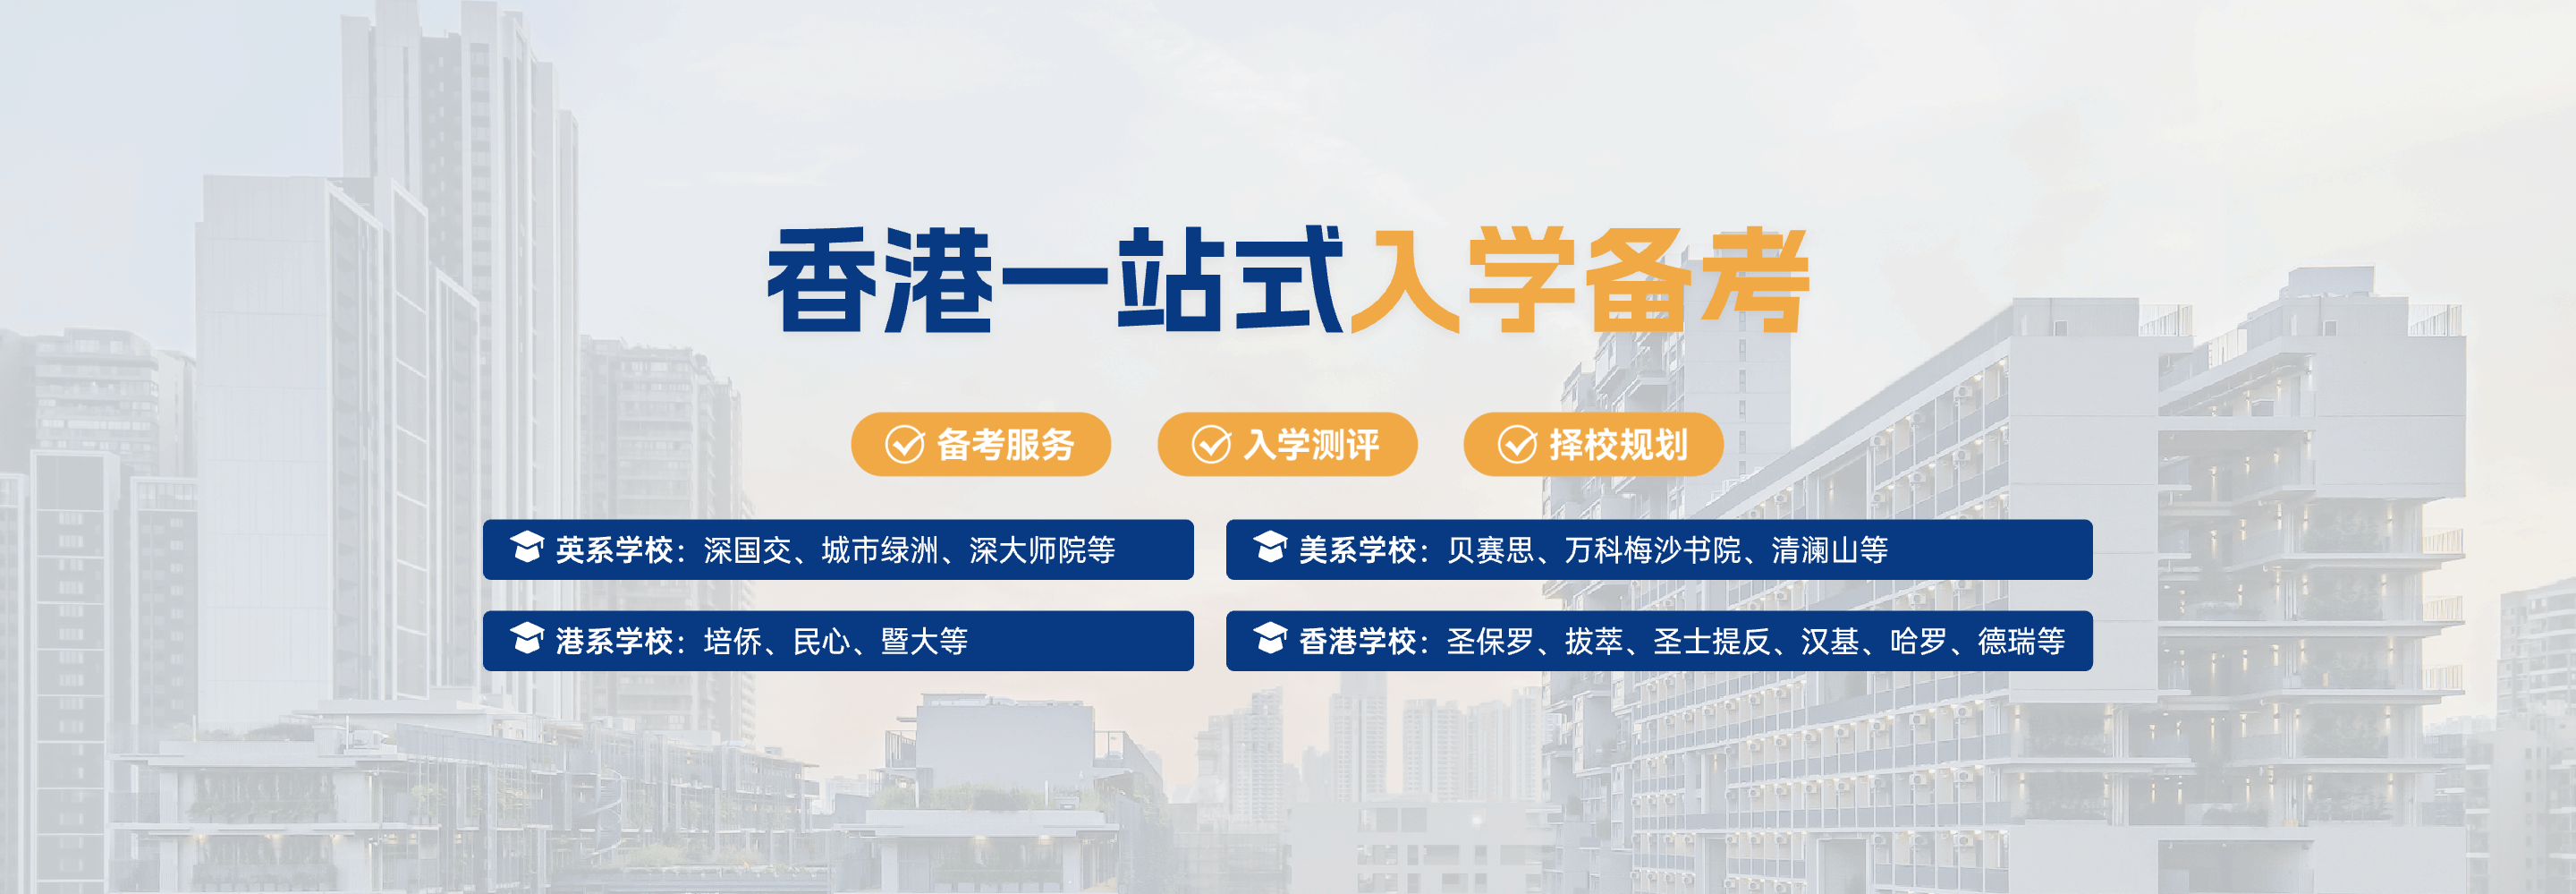 香港一站式入学备考
备考服务 入学测评 择校规划
英系学校：深国交、城市绿洲、深大师院等
美系学校：贝赛思、万科梅沙书院、清澜山等
港系学校：培侨、民心、暨大等
香港学校：圣保罗、拔萃、圣士提反、汉基、哈罗、德瑞等